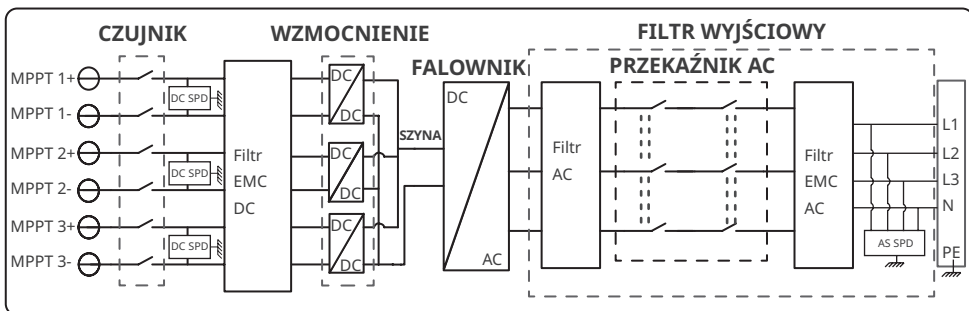 CZUJNIK
WZMOCNIENIE
FILTR WYJŚCIOWY
FALOWNIK
PRZEKAŹNIK AC
MPPT 1+
MPPT 1-
MPPT 2+
MPPT 2-
MPPT 3+
MPPT 3-
DC SPD
DC SPD
DC SPD
Filtr
EMC
DC
DC
DC
DC
DC
DC
DC
SZYNA
DC
AC
Filtr
AC
Filtr
EMC
AC
AS SPD
L1
L2
L3
N
PE